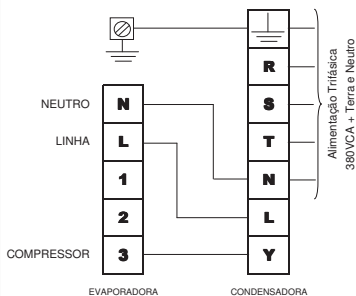 R
S
T
N
L
Y
NEUTRO N
LINHA L
1
2
COMPRESSOR 3
EVAPORADORA
CONDENSADORA
Alimentação Trifásica
380VCA + Terra e Neutro